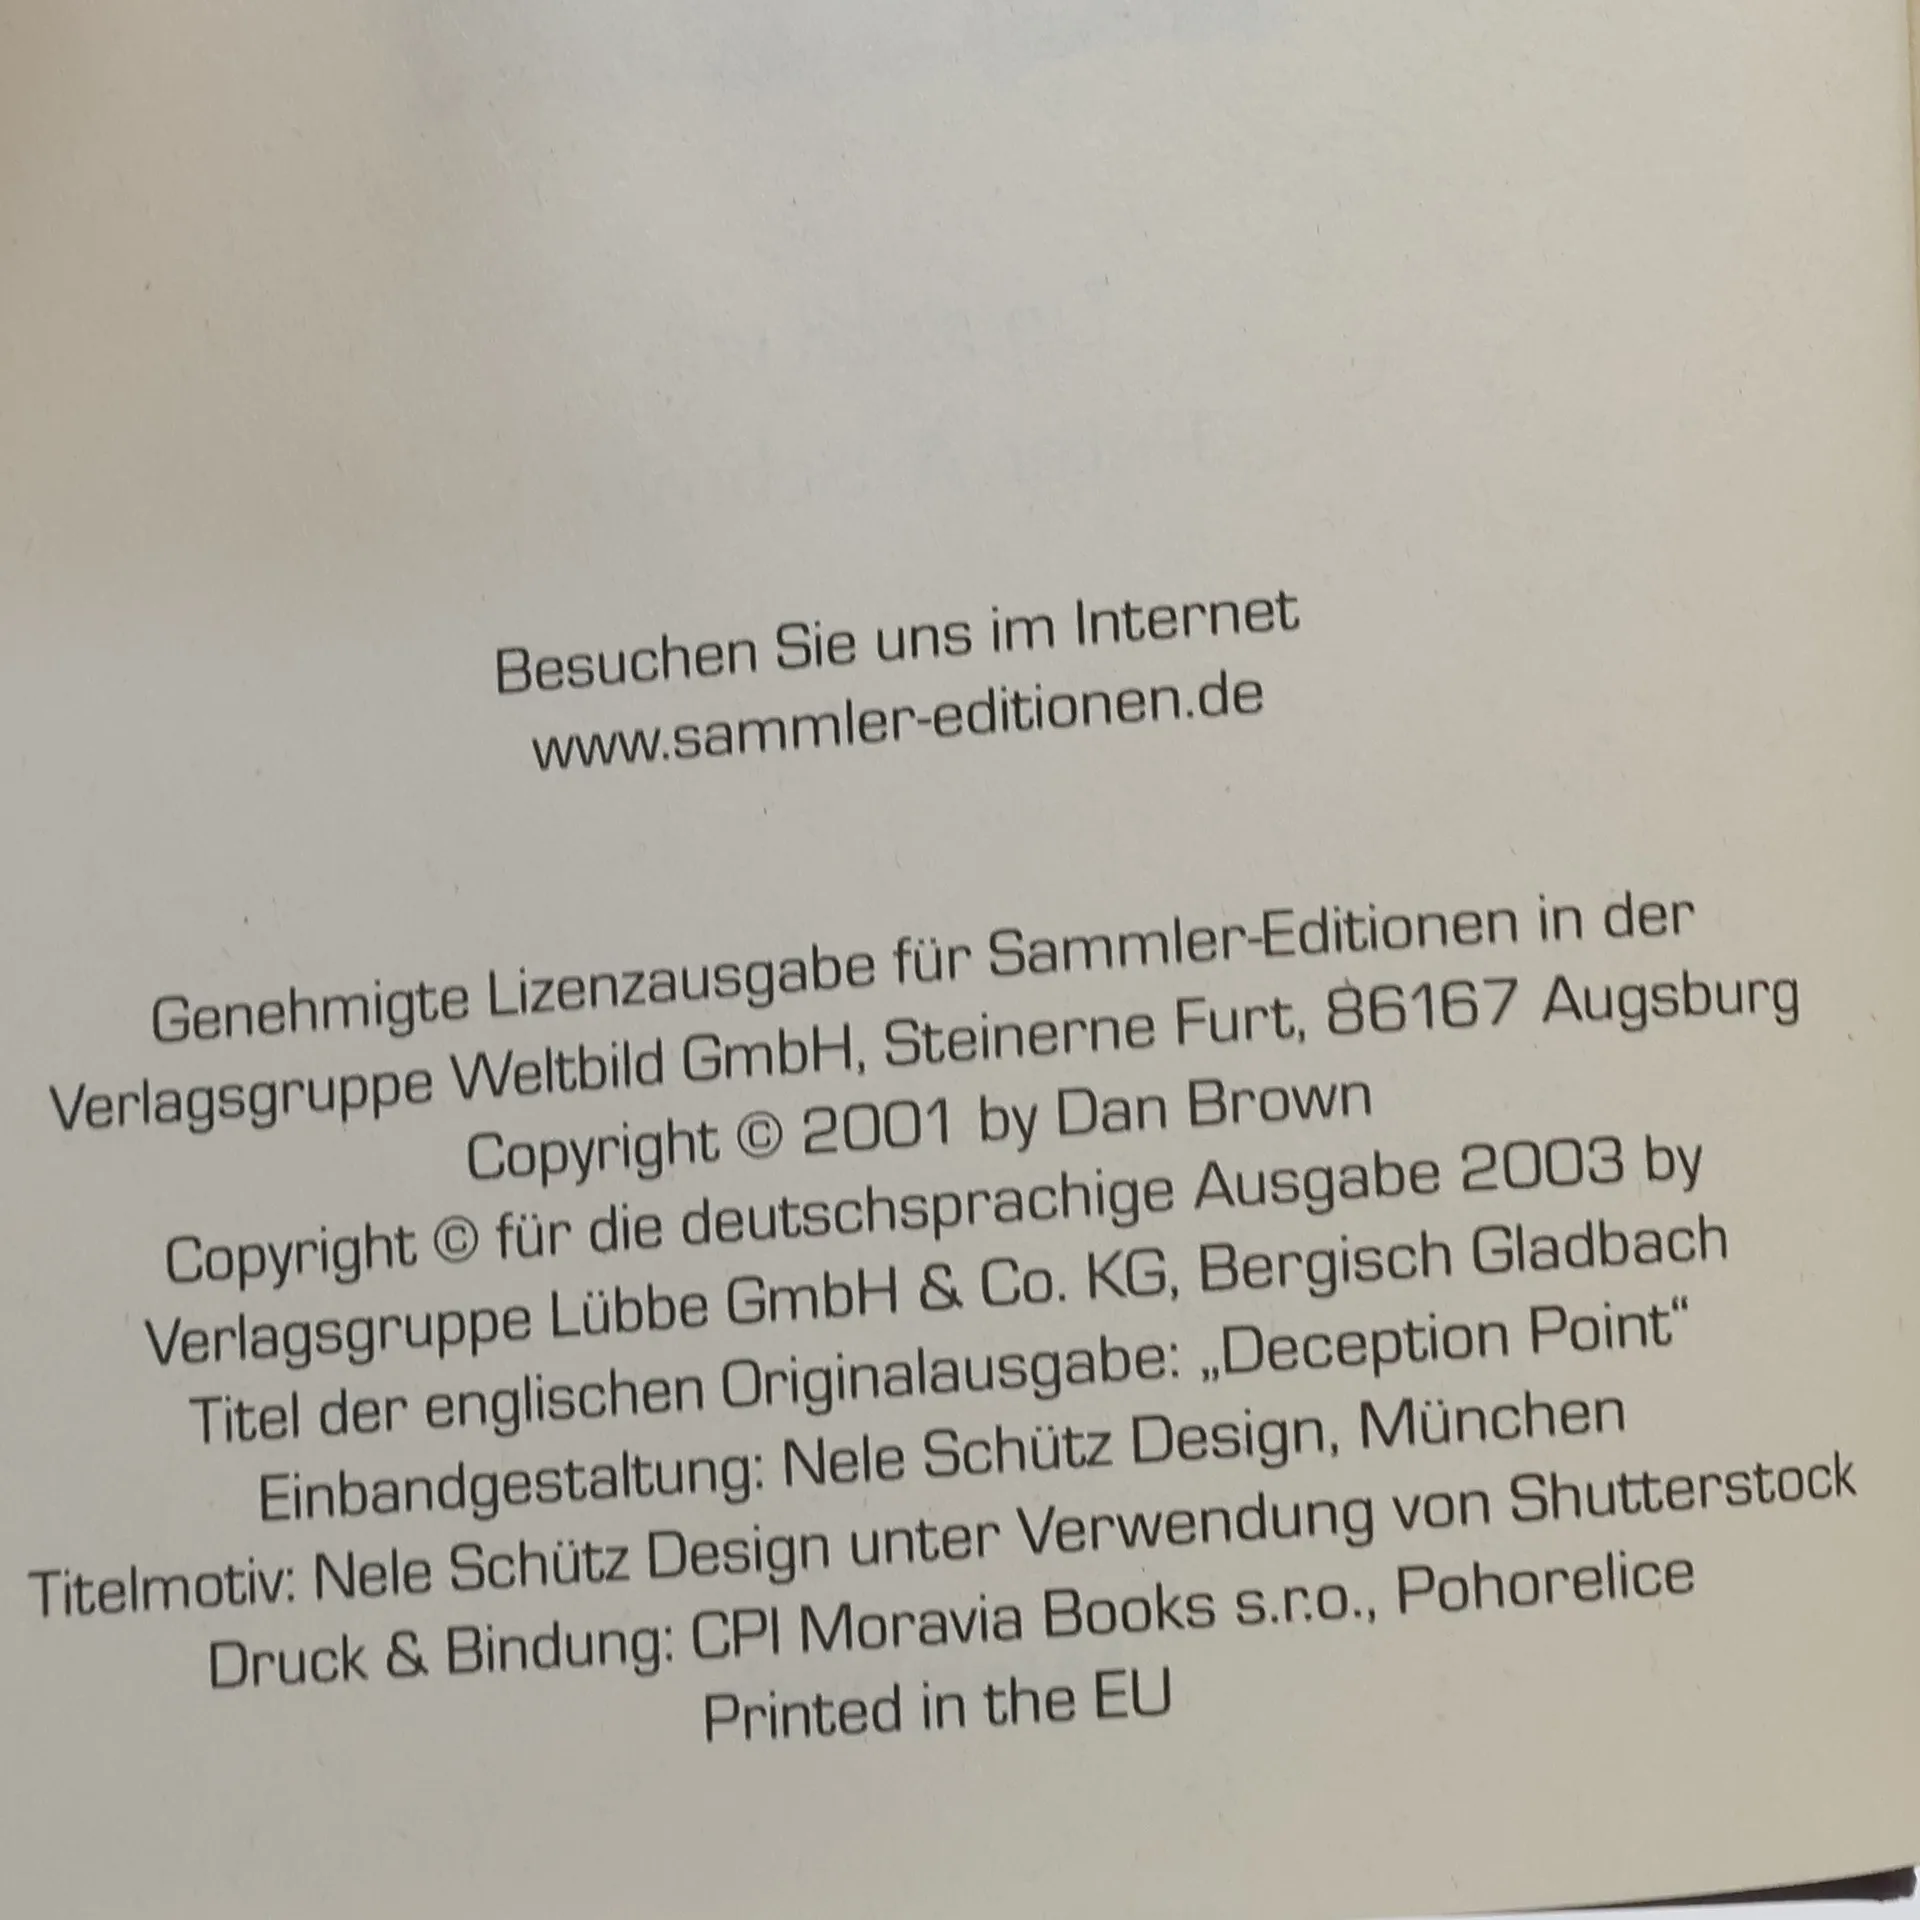 Besuchen Sie uns im Internet
www.sammler-editionen.de
Genehmigte Lizenzausgabe für Sammler-Editionen in der
Verlagsgruppe Weltbild GmbH, Steinerne Furt, 86167 Augsburg
Copyright © 2001 by Dan Brown
Copyright © für die deutschsprachige Ausgabe 2003 by
Verlagsgruppe Lübbe GmbH & Co. KG, Bergisch Gladbach
Titel der englischen Originalausgabe: „Deception Point“
Einbandgestaltung: Nele Schütz Design, München
Titelmotiv: Nele Schütz Design unter Verwendung von Shutterstock
Druck & Bindung: CPI Moravia Books s.r.o., Pohorelice
Printed in the EU